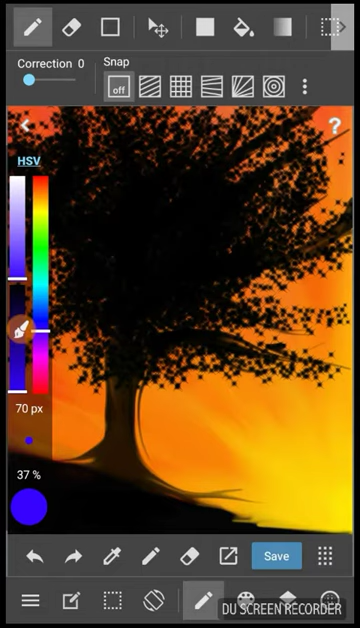 Correction 0
Snap
off
?
HSV
70 px
37 %
Save
DU SCREEN RECORDER